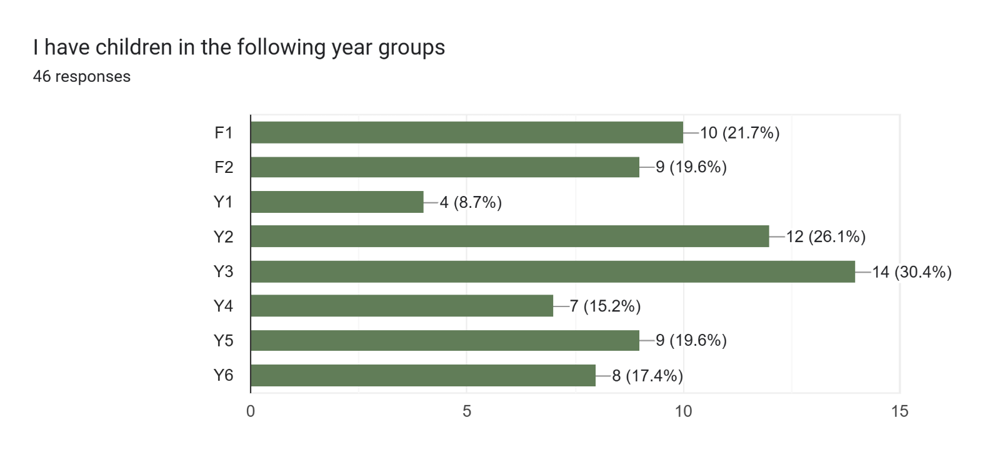 I have children in the following year groups
46 responses
F1 10 (21.7%)
F2 9 (19.6%)
Y1 4 (8.7%)
Y2 12 (26.1%)
Y3 14 (30.4%)
Y4 7 (15.2%)
Y5 9 (19.6%)
Y6 8 (17.4%)
0 5 10 15